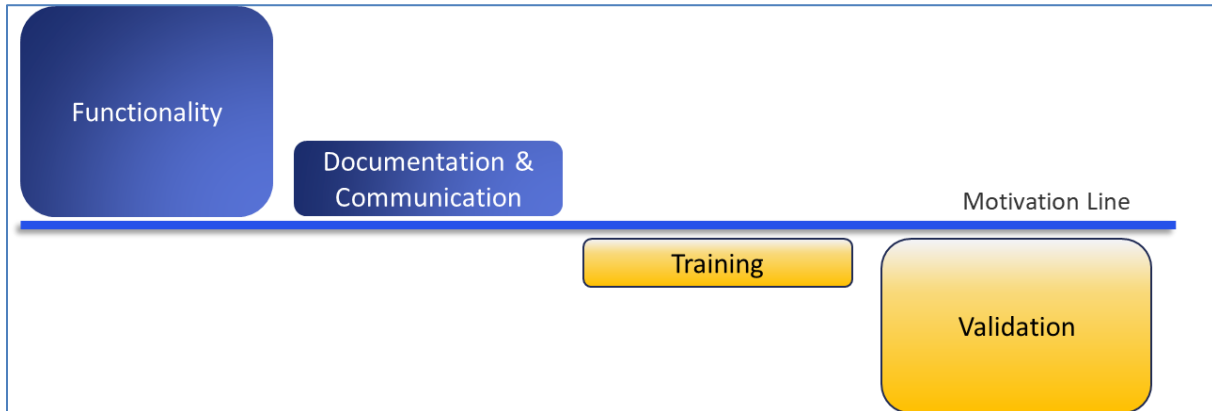 Functionality
Documentation &
Communication
Motivation Line
Training
Validation